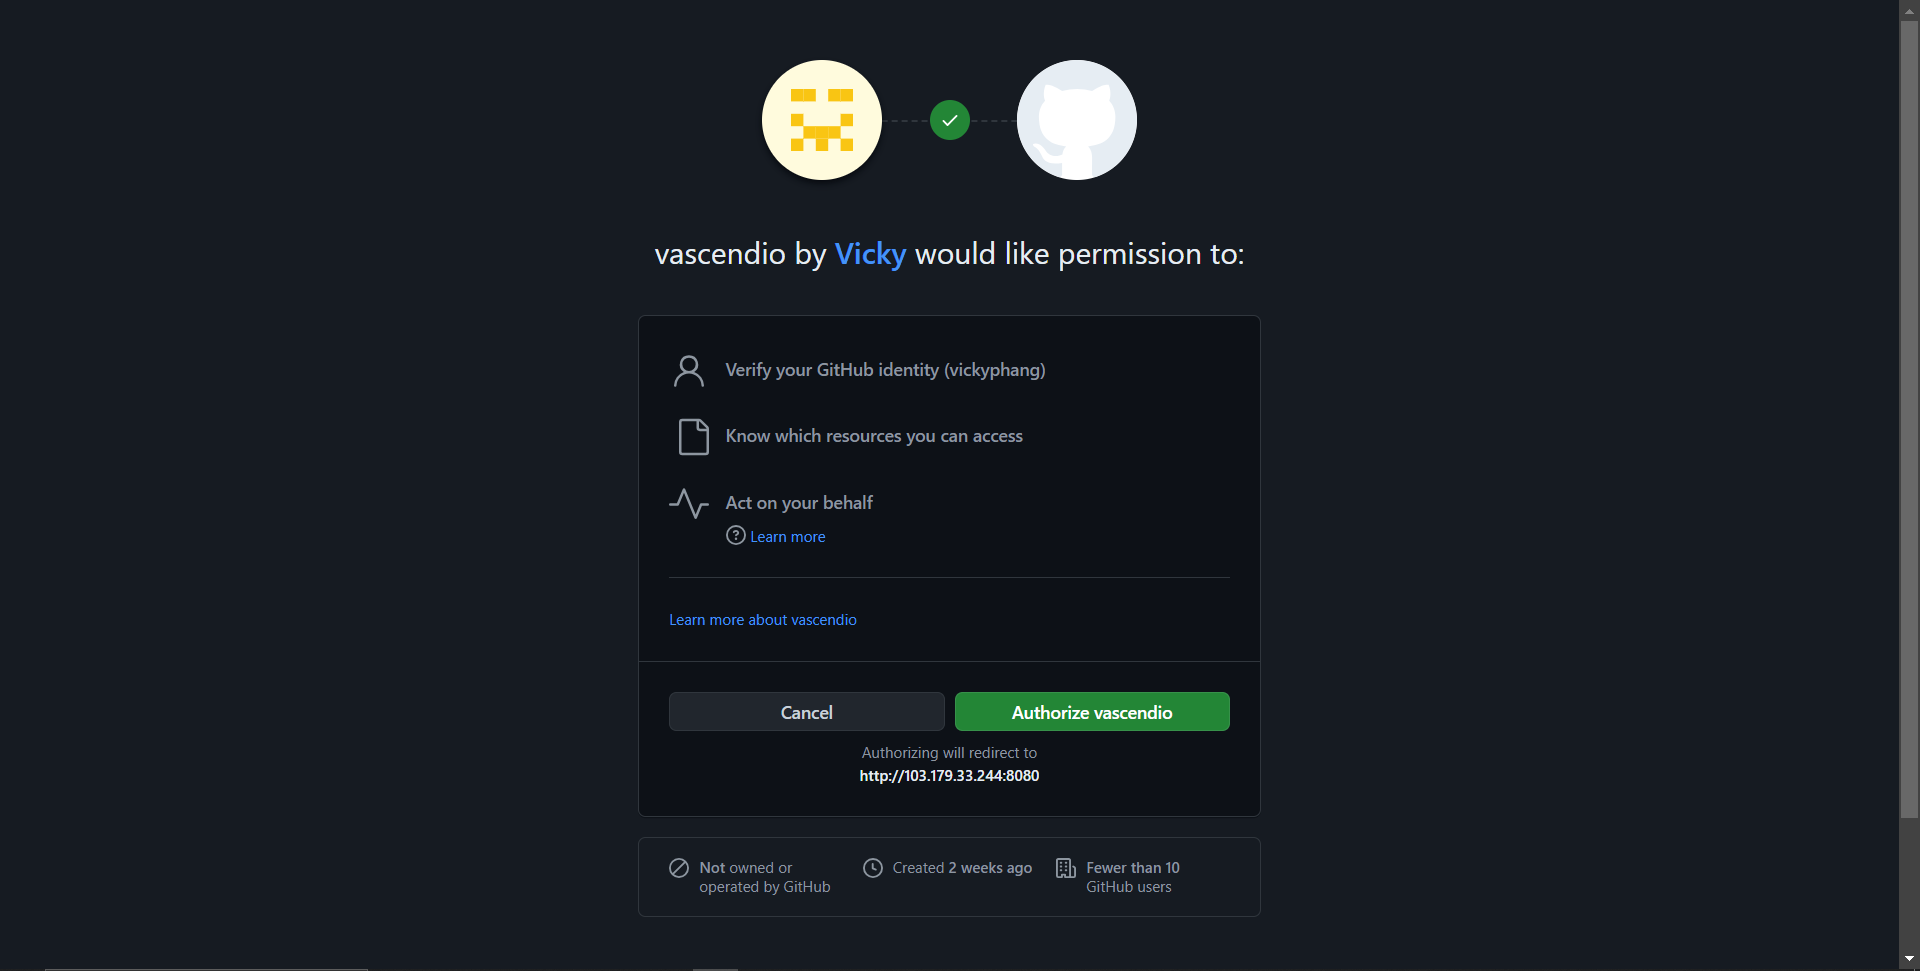 vascendio by Vicky would like permission to:
Verify your GitHub identity (vickyphang)
Know which resources you can access
Act on your behalf
Learn more
Learn more about vascendio
Cancel
Authorize vascendio
Authorizing will redirect to
http://103.179.33.244:8080
Not owned or
operated by GitHub
Created 2 weeks ago
Fewer than 10
GitHub users